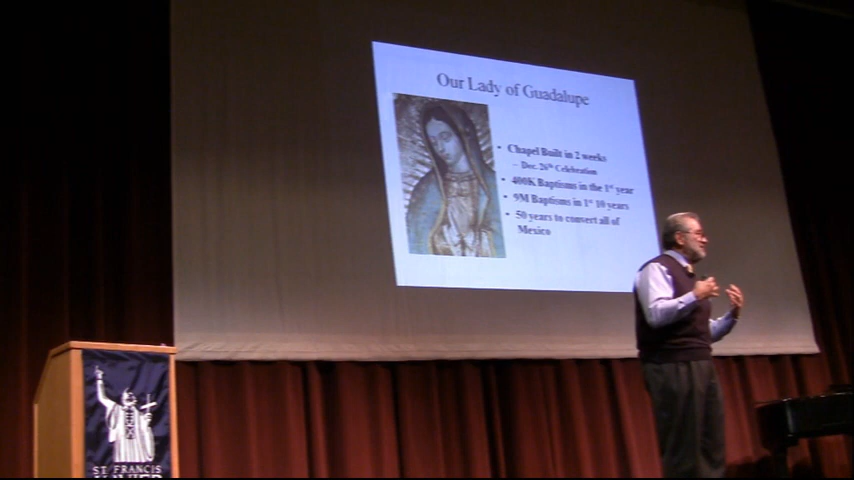 Our Lady of Guadalupe
• Chapel Built in 2 weeks
– Dec. 26th Celebration
• 400K Baptisms in the 1st year
• 9M Baptisms in 1st 10 years
• 50 years to convert all of
Mexico
ST. FRANCIS
XAVIER